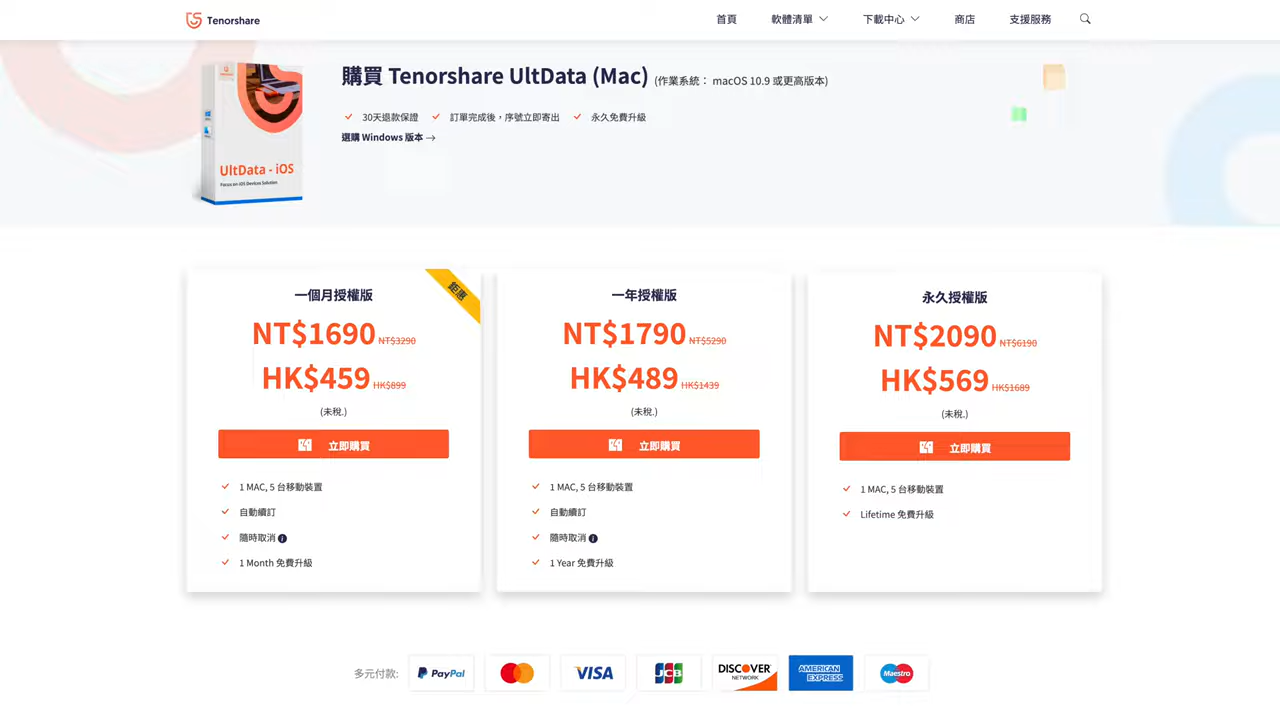 Tenorshare
首頁 軟體清單 下載中心 商店 支援服務
購買 Tenorshare UltData (Mac) (作業系統： macOS 10.9 或更高版本)
30天退款保證 訂單完成後，序號立即寄出 永久免費升級
選購 Windows 版本
UltData - iOS
Focus on iOS Devices Solution
鉅惠
一個月授權版
NT$1690 NT$3290
HK$459 HK$899
(未稅.)
立即購買
1 MAC, 5 台移動裝置
自動續訂
隨時取消
1 Month 免費升級
一年授權版
NT$1790 NT$5290
HK$489 HK$1439
(未稅.)
立即購買
1 MAC, 5 台移動裝置
自動續訂
隨時取消
1 Year 免費升級
永久授權版
NT$2090 NT$6190
HK$569 HK$1689
(未稅.)
立即購買
1 MAC, 5 台移動裝置
Lifetime 免費升級
多元付款: PayPal VISA JCB DISCOVER NETWORK AMERICAN EXPRESS Maestro